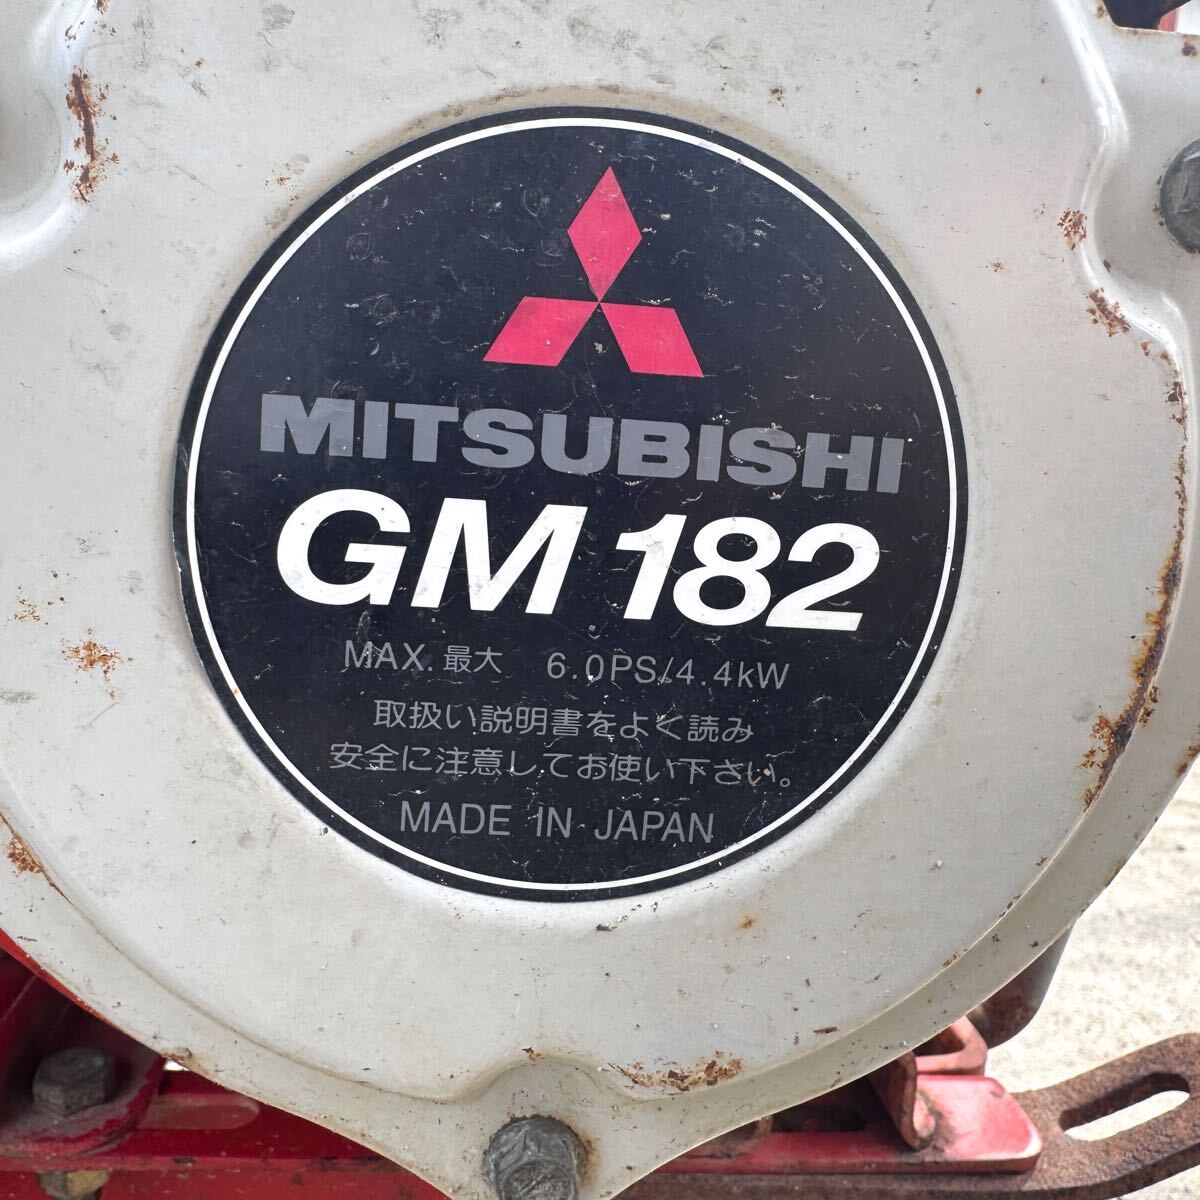 MITSUBISHI
GM 182
MAX. 最大 6.0PS/4.4kW
取扱い説明書をよく読み
安全に注意してお使い下さい。
MADE IN JAPAN